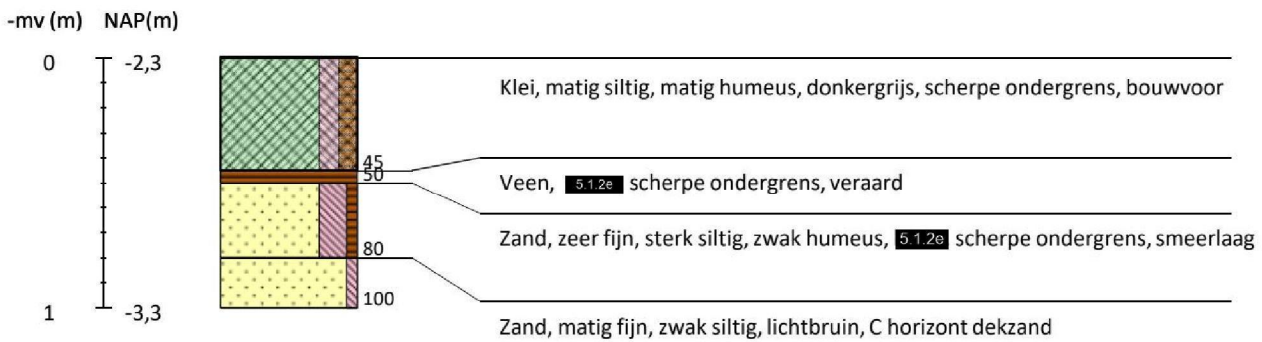 -mv (m) NAP(m)
0 -2,3
Klei, matig siltig, matig humeus, donkergrijs, scherpe ondergrens, bouwvoor
45
50
Veen, 5.1.2e scherpe ondergrens, veraard
Zand, zeer fijn, sterk siltig, zwak humeus, 5.1.2e scherpe ondergrens, smeerlaag
80
100
1 -3,3
Zand, matig fijn, zwak siltig, lichtbruin, C horizont dekzand